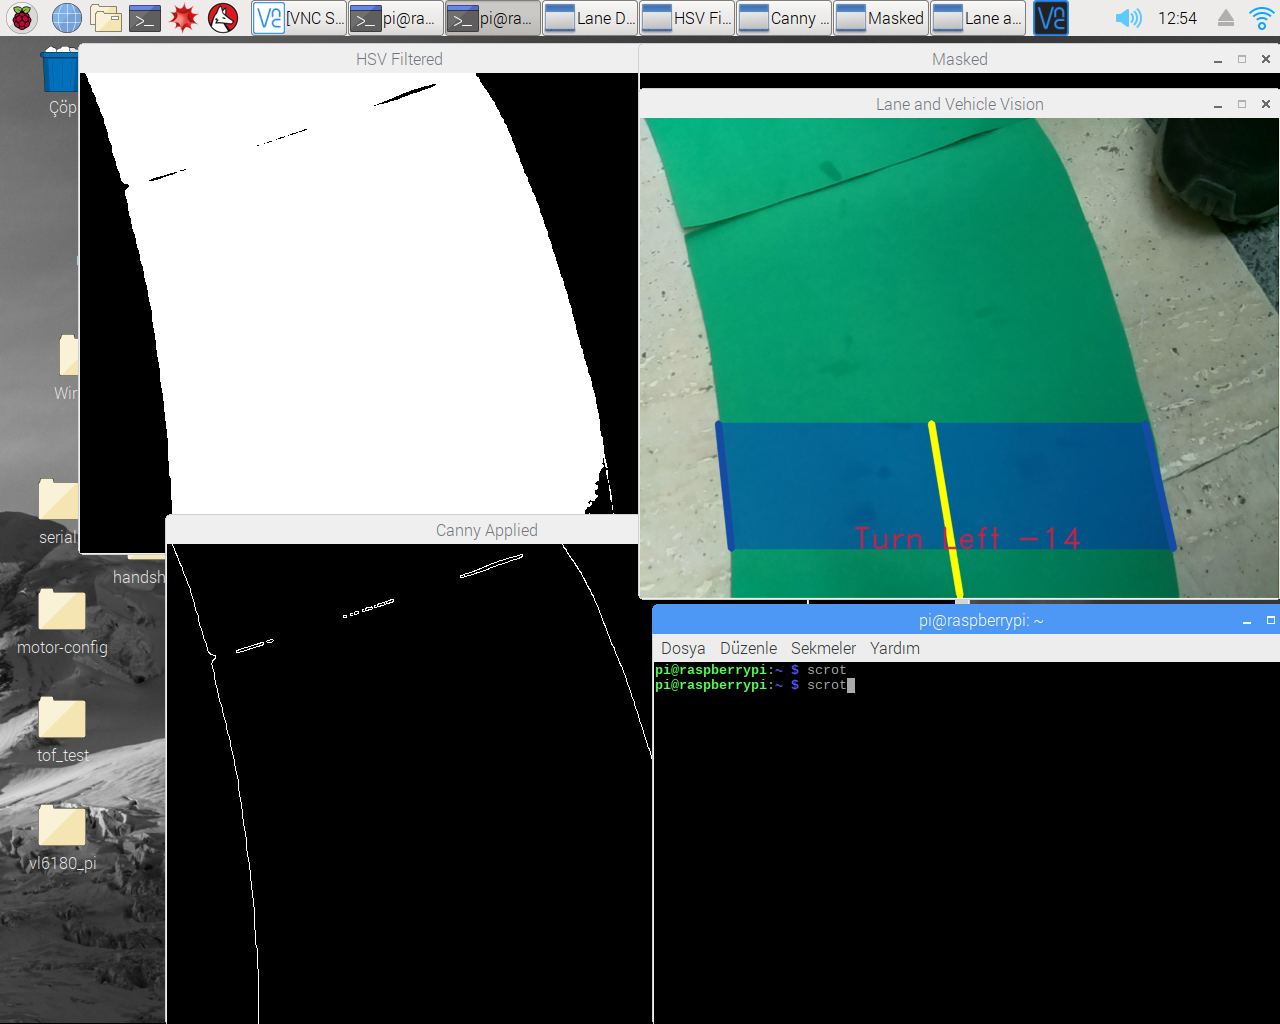 [VNC S...
pi@ra...
pi@ra...
Lane D...
HSV Fi...
Canny ...
Masked
Lane a...
12:54
HSV Filtered
Masked
Lane and Vehicle Vision
Çöp
Wir
serial
handsh
motor-config
tof_test
vl6180_pi
Canny Applied
Turn Left -14
pi@raspberrypi: ~
Dosya Düzenle Sekmeler Yardım
pi@raspberrypi:~ $ scrot
pi@raspberrypi:~ $ scrot